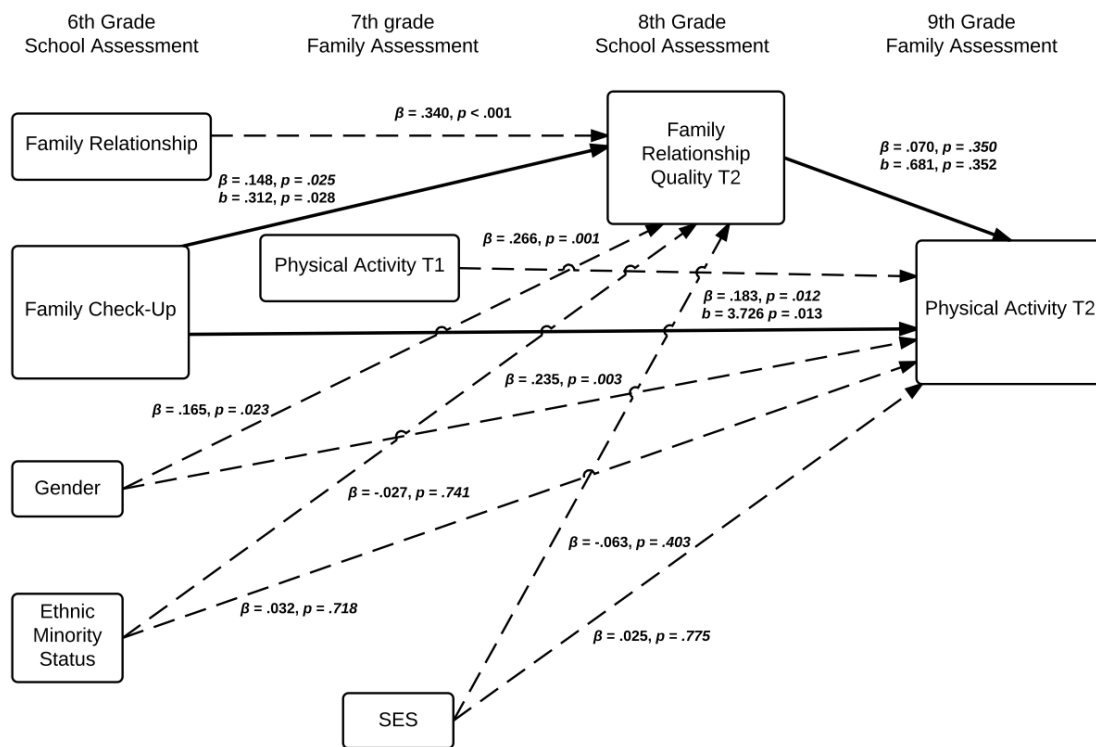 6th Grade
School Assessment
7th grade
Family Assessment
8th Grade
School Assessment
9th Grade
Family Assessment
Family Relationship
β = .340, p < .001
Family
Relationship
Quality T2
β = .070, p = .350
b = .681, p = .352
β = .148, p = .025
b = .312, p = .028
β = .266, p = .001
Physical Activity T1
Family Check-Up
β = .183, p = .012
b = 3.726 p = .013
Physical Activity T2
β = .235, p = .003
β = .165, p = .023
Gender
β = -.027, p = .741
β = -.063, p = .403
Ethnic
Minority
Status
β = .032, p = .718
β = .025, p = .775
SES